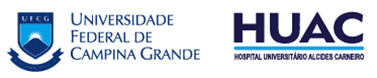 UFCG
UNIVERSIDADE
FEDERAL DE
CAMPINA GRANDE
HUAC
HOSPITAL UNIVERSITÁRIO ALCIDES CARNEIRO